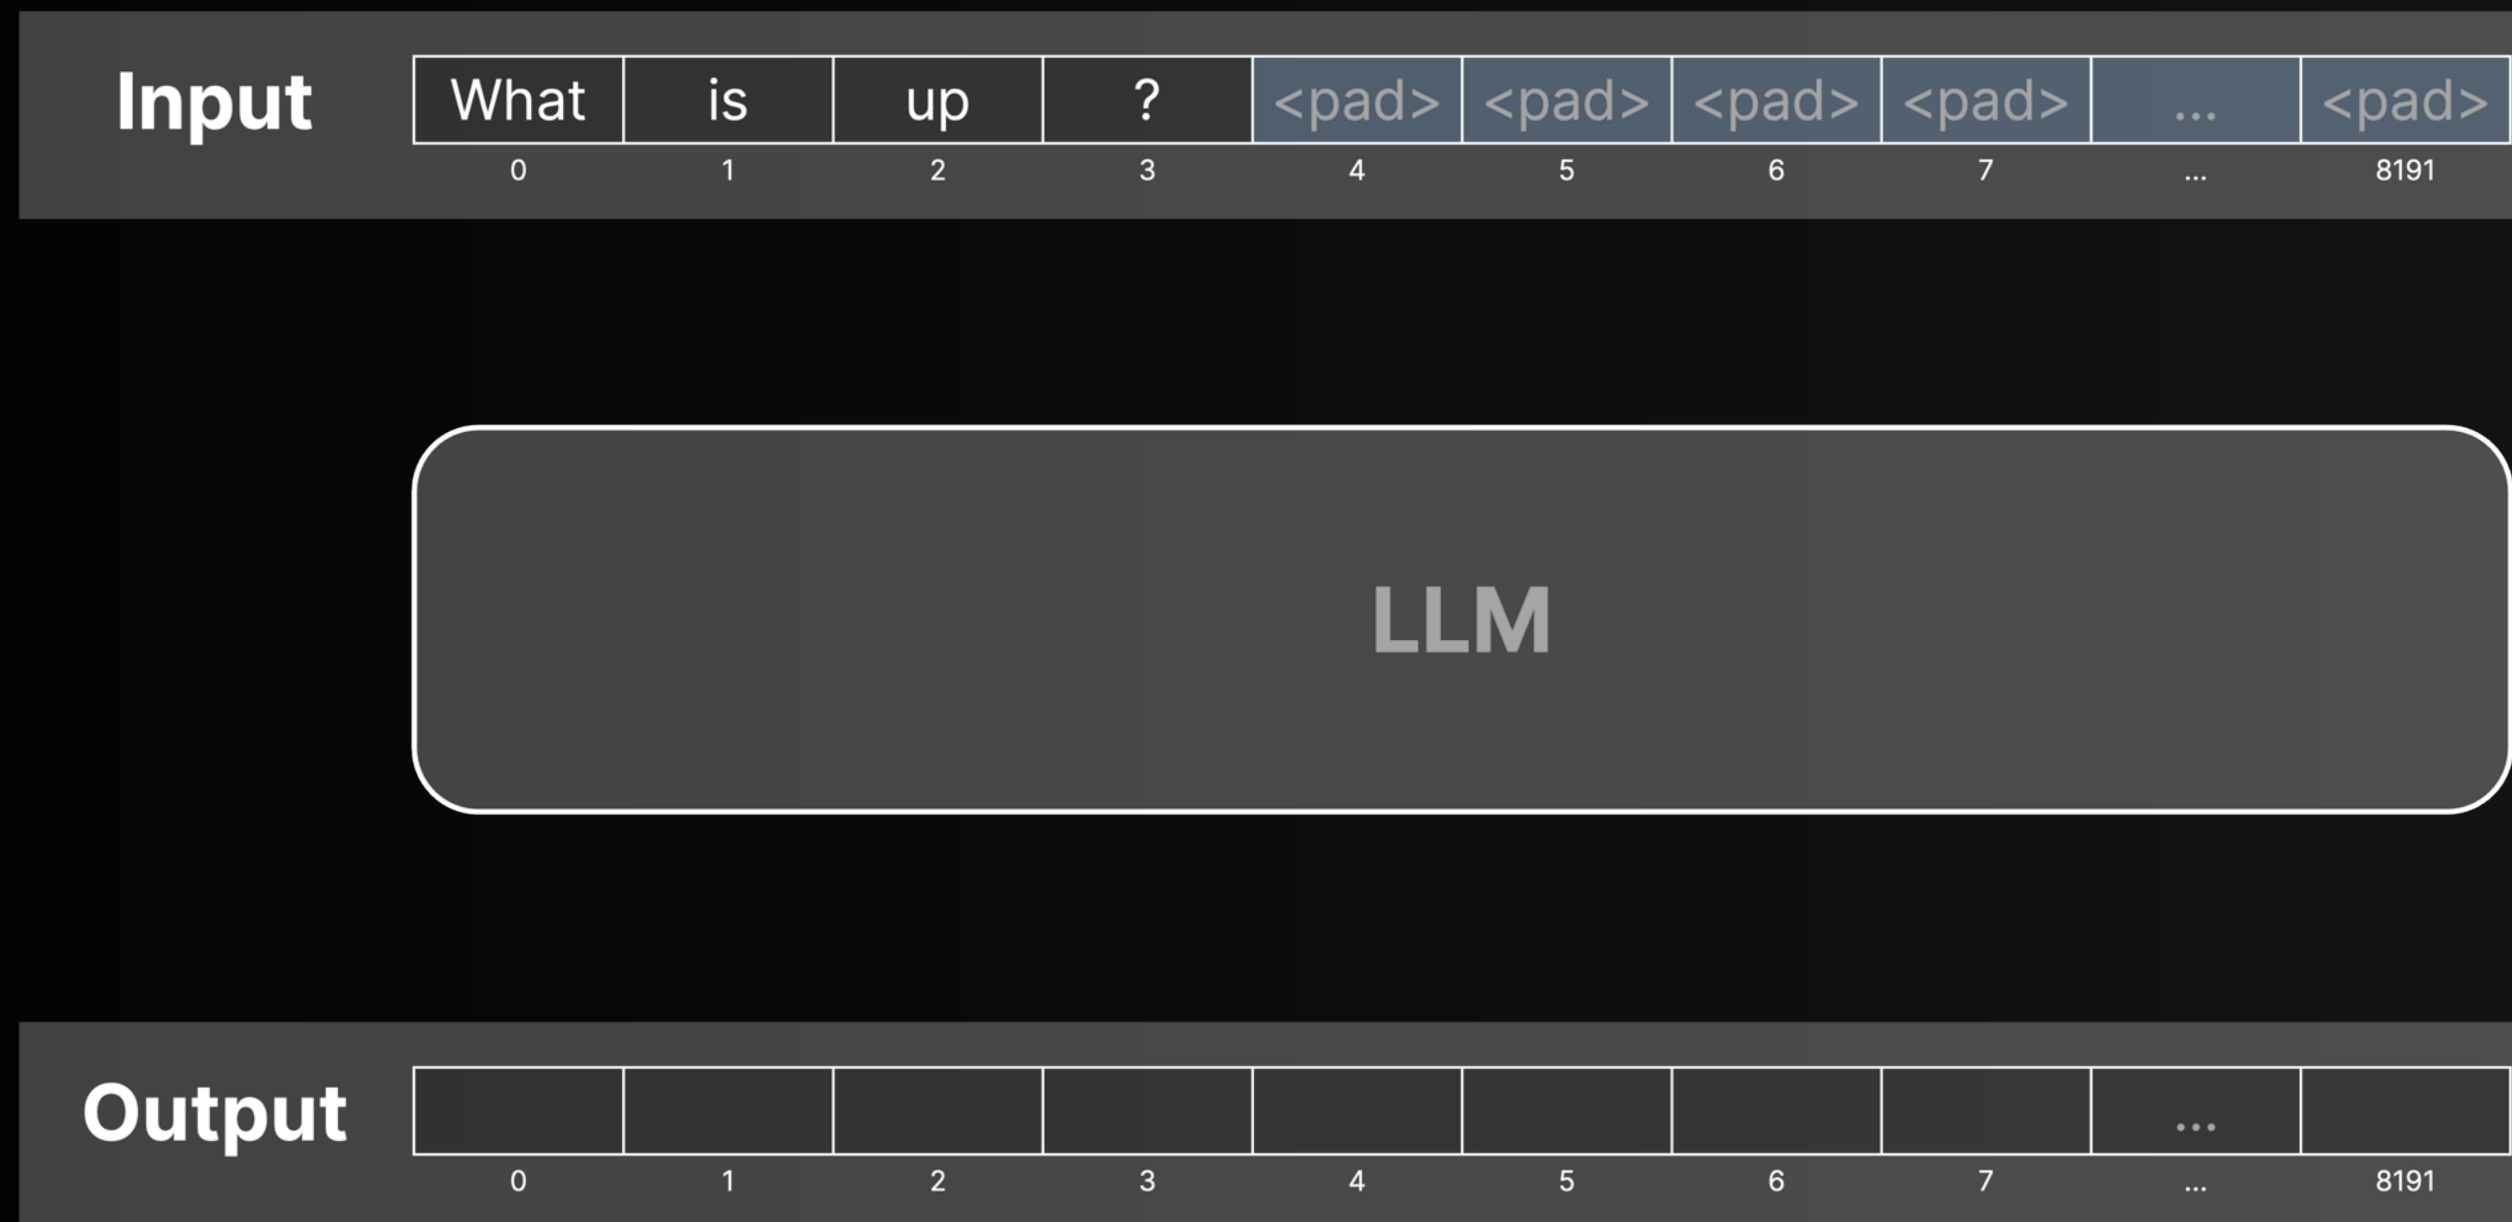 Input What is up ? <pad> <pad> <pad> <pad> ... <pad>
0 1 2 3 4 5 6 7 ... 8191
LLM
Output ...
0 1 2 3 4 5 6 7 ... 8191